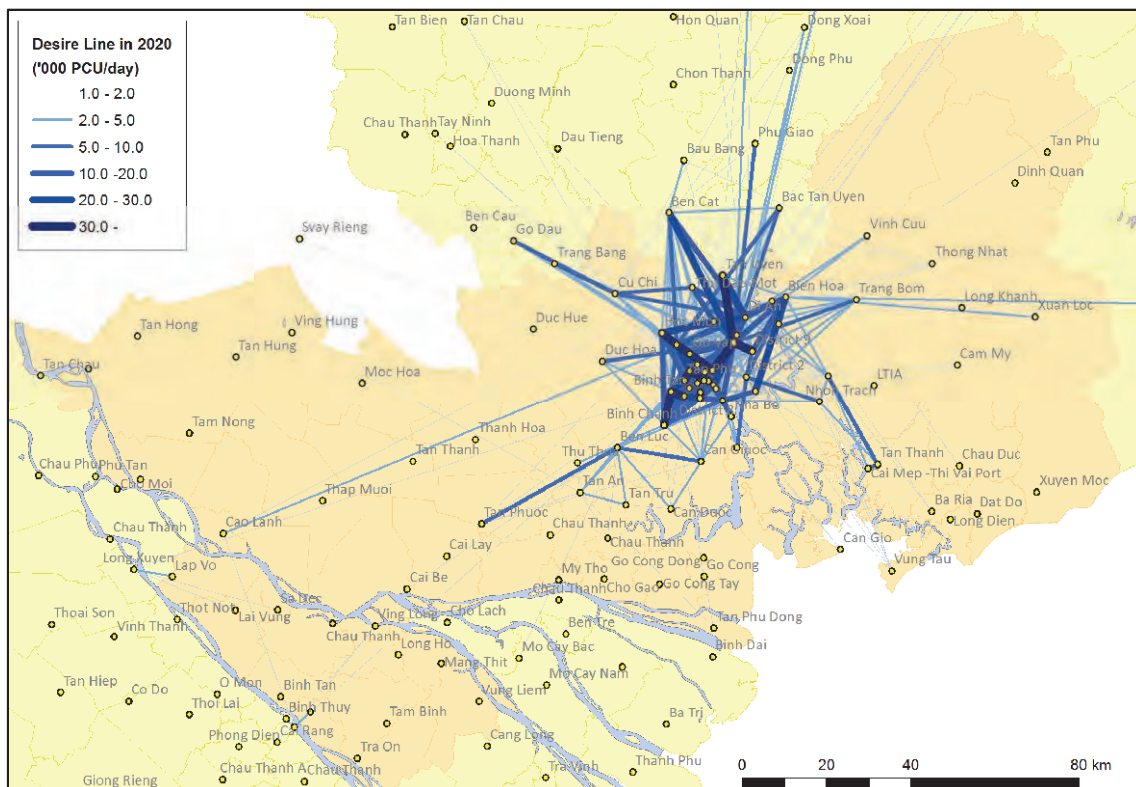 Desire Line in 2020
('000 PCU/day)
1.0 - 2.0
2.0 - 5.0
5.0 - 10.0
10.0 -20.0
20.0 - 30.0
30.0 -
Tan Bien
Tan Chau
Hon Quan
Dong Xoai
Dong Phu
Chon Thanh
Duong Minh
Chau Thanh
Tay Ninh
Hoa Thanh
Dau Tieng
Phu Giao
Bau Bang
Tan Phu
Dinh Quan
Ben Cat
Bac Tan Uyen
Ben Cau
Go Dau
Svay Rieng
Vinh Cuu
Trang Bang
Thong Nhat
Tan Uyen
Cu Chi
Bien Hoa
Trang Bom
Long Khanh
Xuan Loc
Tan Hong
Ving Hung
Duc Hue
Tan Hung
Duc Hoa
District 9
Tan Chau
Moc Hoa
District 2
Cam My
LTIA
Nhon Trach
Binh Chanh
Nha Be
Tam Nong
Thanh Hoa
Ben Luc
Tan Thanh
Thu Thua
Can Giuoc
Tan Thanh
Chau Duc
Cai Mep -Thi Vai Port
Chau Phu
Phu Tan
Cho Moi
Thap Muoi
Tan An
Tan Tru
Xuyen Moc
Ba Ria
Dat Do
Long Dien
Chau Thanh
Cao Lanh
Tan Phuoc
Can Duoc
Chau Thanh
Chau Thanh
Can Gio
Cai Lay
Long Xuyen
Lap Vo
Go Cong Dong
Go Cong
My Tho
Vung Tau
Cai Be
Chau Thanh
Cho Gao
Go Cong Tay
Thoai Son
Thot Not
Lai Vung
Sa Dec
Cho Lach
Vinh Thanh
Ving Long
Chau Thanh
Ben Tre
Tan Phu Dong
Long Ho
Mo Cay Bac
Binh Dai
Mang Thit
Mo Cay Nam
Tan Hiep
Co Do
O Mon
Binh Tan
Vung Liem
Thoi Lai
Binh Thuy
Tam Binh
Ba Tri
Phong Dien
Cai Rang
Cang Long
Tra On
Giong Rieng
Chau Thanh A
Chau Thanh
Tra Vinh
Thanh Phu
0
20
40
80 km